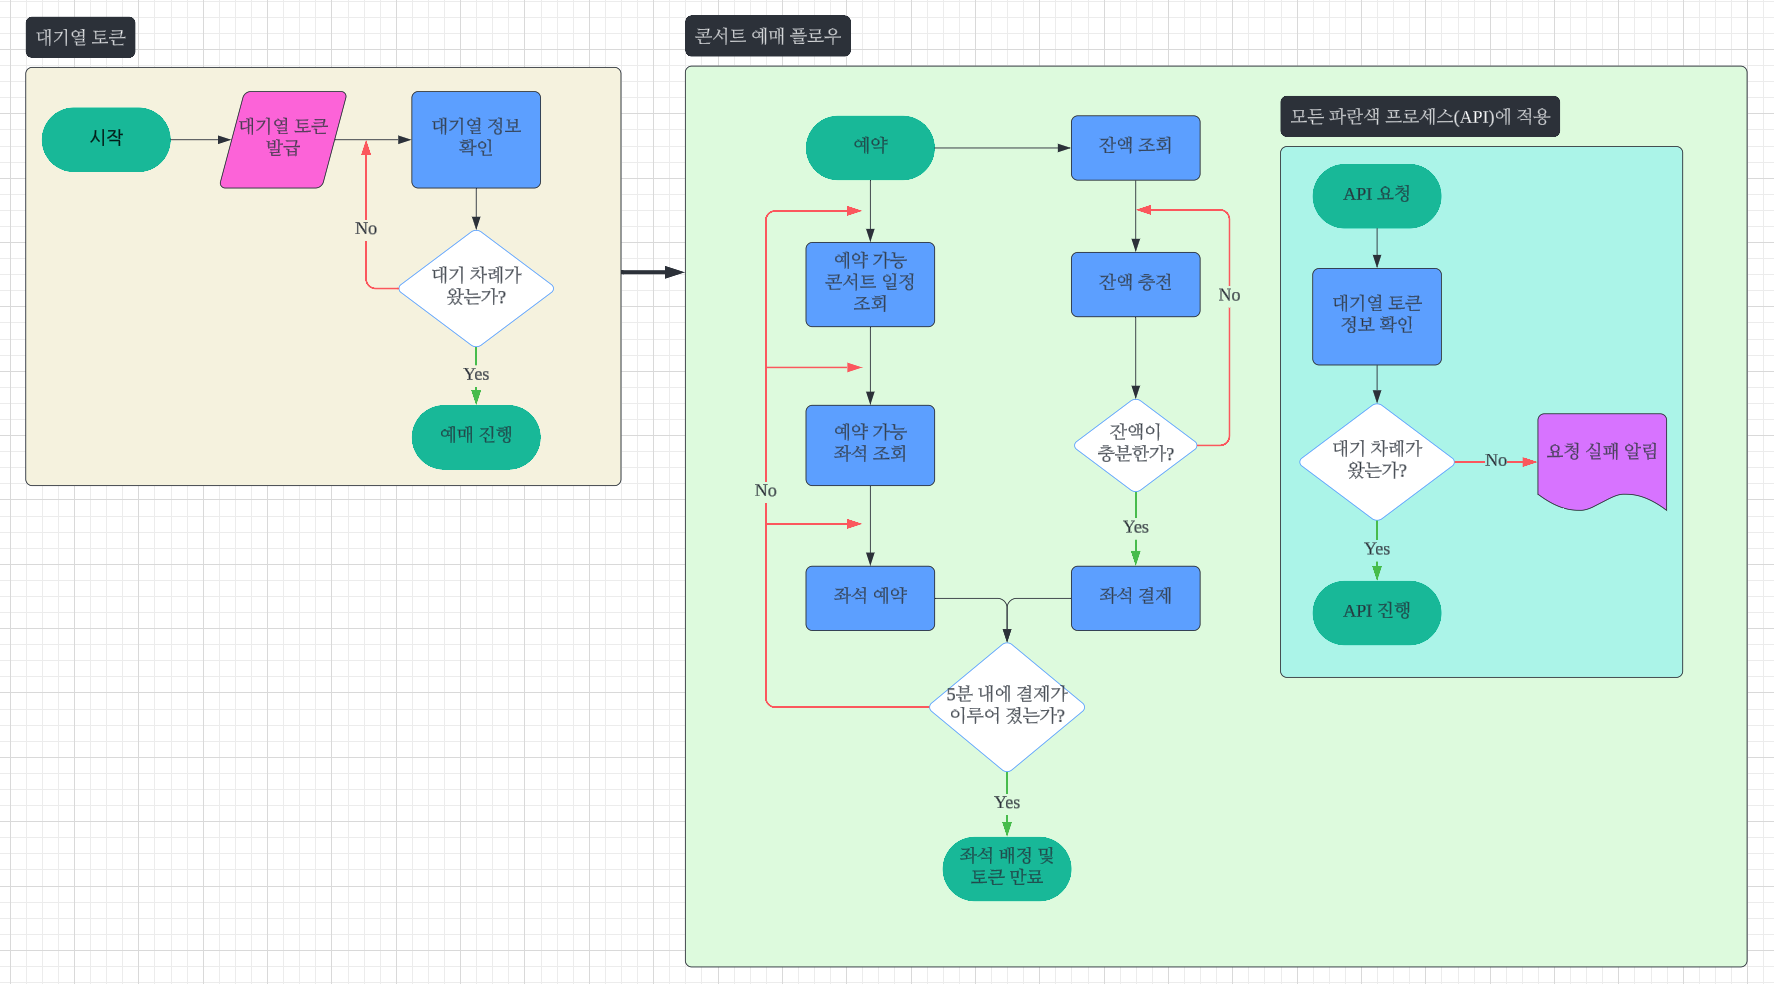 대기열 토큰
시작
대기열 토큰
발급
대기열 정보
확인
No
대기 차례가
왔는가?
Yes
예매 진행
콘서트 예매 플로우
예약
잔액 조회
예약 가능
콘서트 일정
조회
잔액 충전
No
예약 가능
좌석 조회
잔액이
충분한가?
No
Yes
좌석 예약
좌석 결제
5분 내에 결제가
이루어 졌는가?
Yes
좌석 배정 및
토큰 만료
모든 파란색 프로세스(API)에 적용
API 요청
대기열 토큰
정보 확인
대기 차례가
왔는가?
No
요청 실패 알림
Yes
API 진행